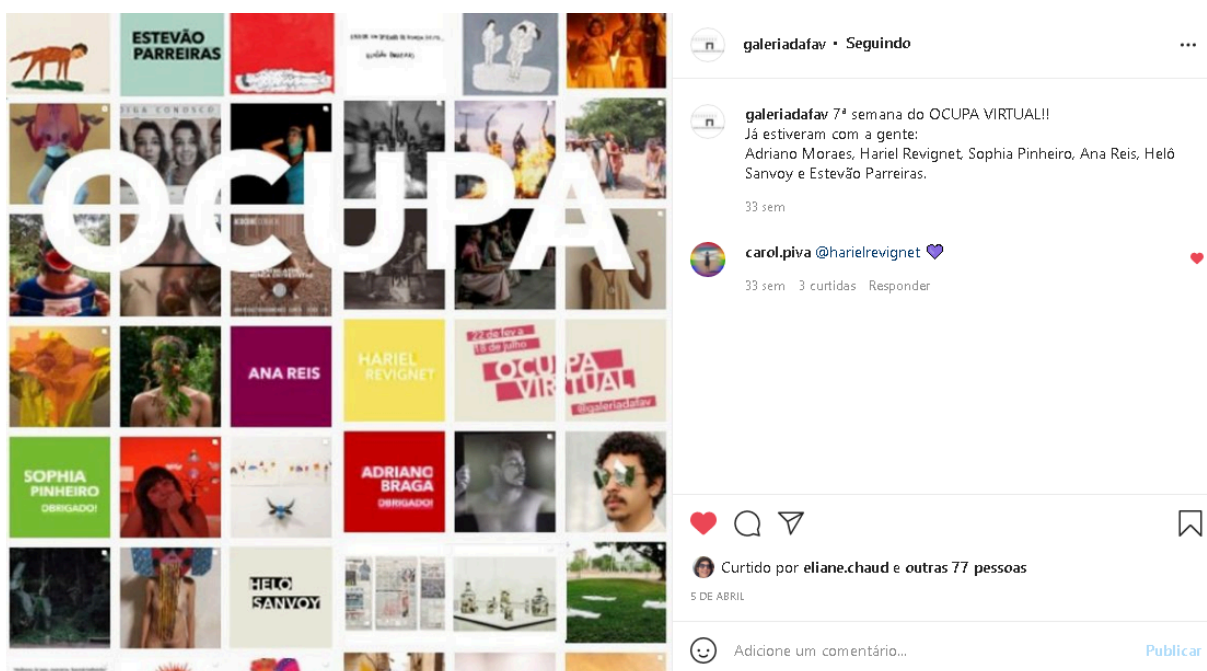 ESTEVÃO
PARREIRAS
DIGA CONOSCO
OCUPA
ANA REIS
HARIEL
REVIGNET
22 de fev a
18 de julho
OCUPA
VIRTUAL
@galeriadafav
SOPHIA
PINHEIRO
OBRIGADO!
ADRIANO
BRAGA
OBRIGADO!
HELÔ
SANVOY
galeriadafav • Seguindo
galeriadafav 7ª semana do OCUPA VIRTUAL!!
Já estiveram com a gente:
Adriano Moraes, Hariel Revignet, Sophia Pinheiro, Ana Reis, Helô
Sanvoy e Estevão Parreiras.
33 sem
carol.piva @harielrevignet
33 sem 3 curtidas Responder
Curtido por eliane.chaud e outras 77 pessoas
5 DE ABRIL
Adicione um comentário...
Publicar